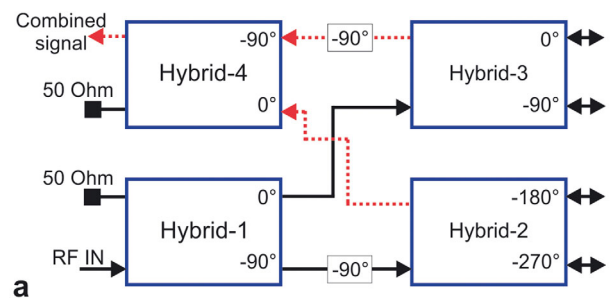 Combined
signal
-90°
-90°
0°
Hybrid-4
Hybrid-3
50 Ohm
0°
-90°
50 Ohm
0°
-180°
Hybrid-1
Hybrid-2
RF IN
-90°
-90°
-270°
a